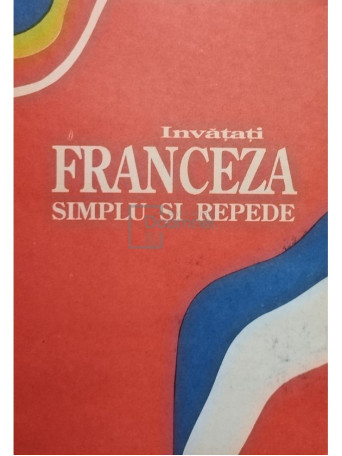 Invățați
FRANCEZA
SIMPLU SI REPEDE